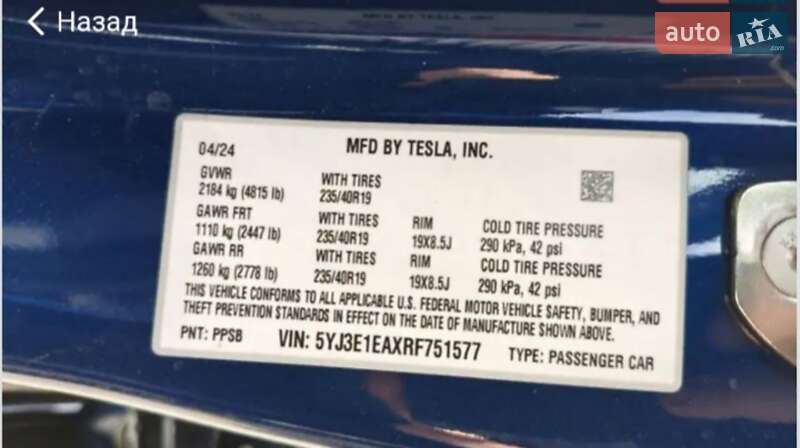 Назад
auto RIA .com
04/24 MFD BY TESLA, INC.
GVWR WITH TIRES
2184 kg (4815 lb) 235/40R19
GAWR FRT WITH TIRES RIM COLD TIRE PRESSURE
1110 kg (2447 lb) 235/40R19 19X8.5J 290 kPa, 42 psi
GAWR RR WITH TIRES RIM COLD TIRE PRESSURE
1260 kg (2778 lb) 235/40R19 19X8.5J 290 kPa, 42 psi
THIS VEHICLE CONFORMS TO ALL APPLICABLE U.S. FEDERAL MOTOR VEHICLE SAFETY, BUMPER, AND
THEFT PREVENTION STANDARDS IN EFFECT ON THE DATE OF MANUFACTURE SHOWN ABOVE.
PNT: PPSB VIN: 5YJ3E1EAXRF751577 TYPE: PASSENGER CAR